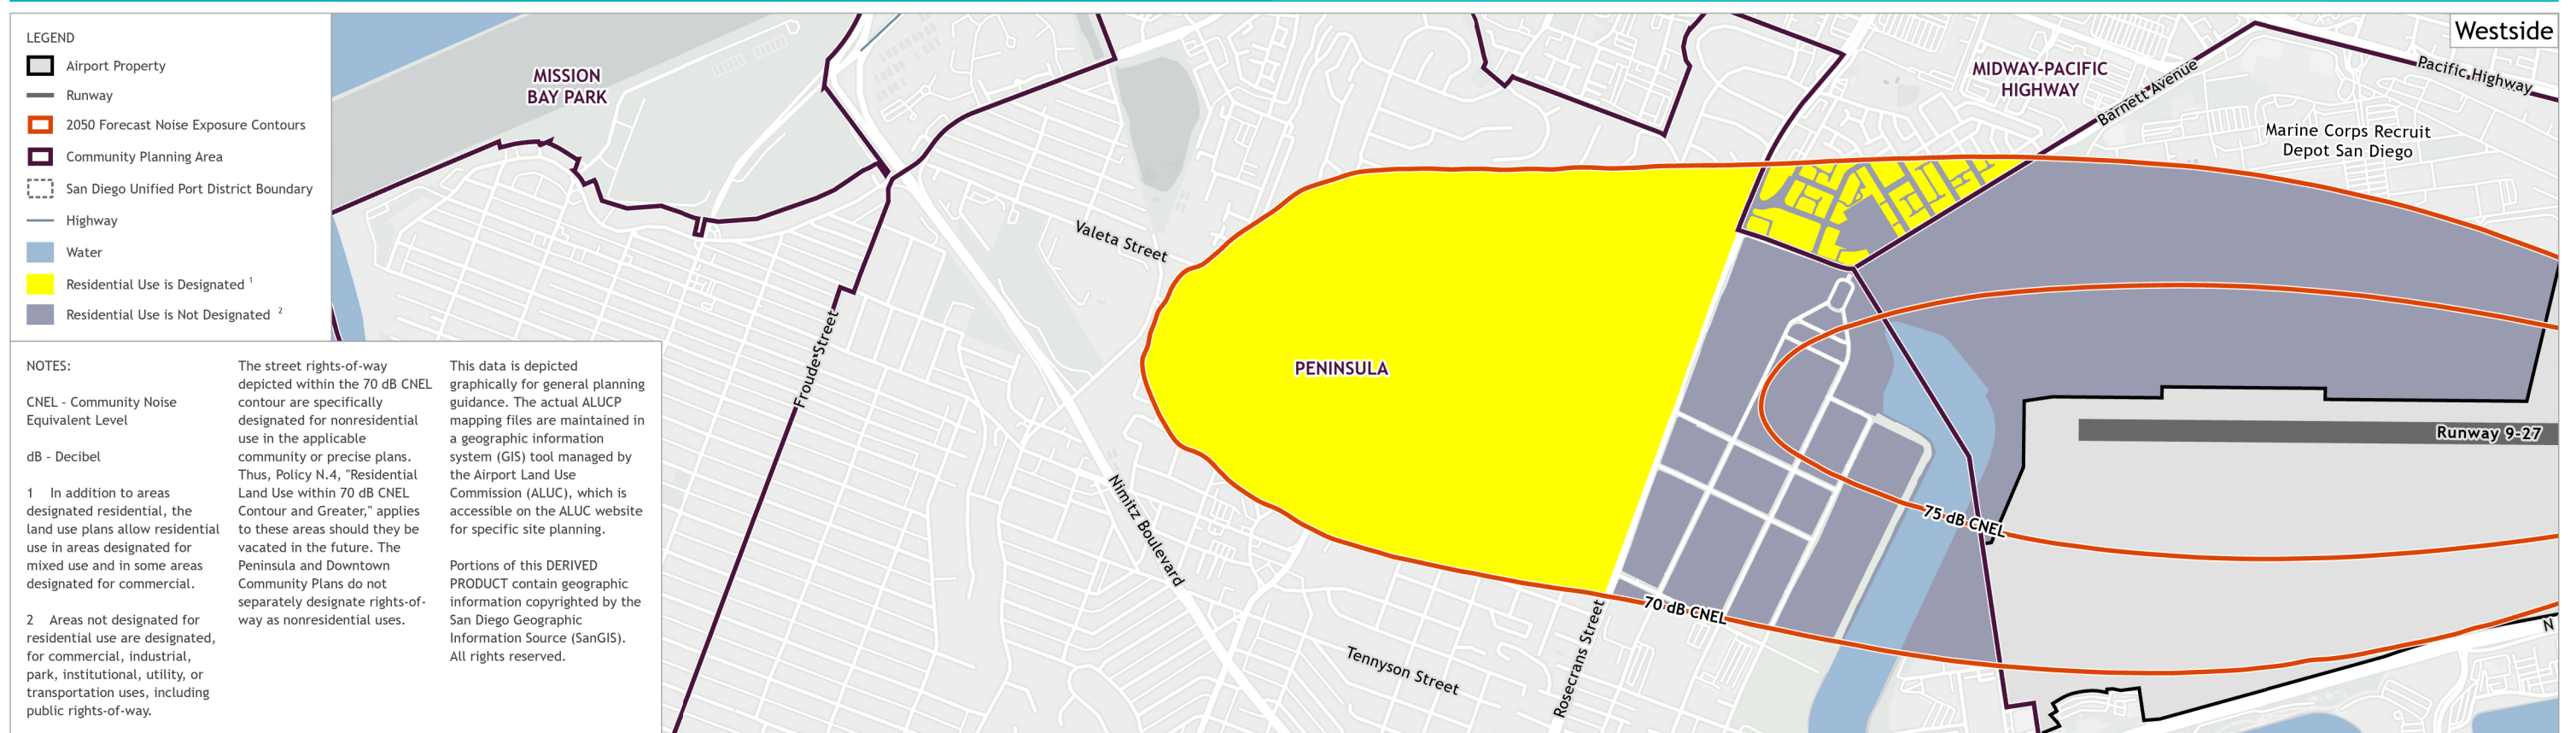 Westside
LEGEND
Airport Property
Runway
2050 Forecast Noise Exposure Contours
Community Planning Area
San Diego Unified Port District Boundary
Highway
Water
Residential Use is Designated 1
Residential Use is Not Designated 2
NOTES:
CNEL - Community Noise
Equivalent Level
dB - Decibel
1 In addition to areas
designated residential, the
land use plans allow residential
use in areas designated for
mixed use and in some areas
designated for commercial.
2 Areas not designated for
residential use are designated,
for commercial, industrial,
park, institutional, utility, or
transportation uses, including
public rights-of-way.
The street rights-of-way
depicted within the 70 dB CNEL
contour are specifically
designated for nonresidential
use in the applicable
community or precise plans.
Thus, Policy N.4, "Residential
Land Use within 70 dB CNEL
Contour and Greater," applies
to these areas should they be
vacated in the future. The
Peninsula and Downtown
Community Plans do not
separately designate rights-of-
way as nonresidential uses.
This data is depicted
graphically for general planning
guidance. The actual ALUCP
mapping files are maintained in
a geographic information
system (GIS) tool managed by
the Airport Land Use
Commission (ALUC), which is
accessible on the ALUC website
for specific site planning.
Portions of this DERIVED
PRODUCT contain geographic
information copyrighted by the
San Diego Geographic
Information Source (SanGIS).
All rights reserved.
MISSION
BAY PARK
MIDWAY-PACIFIC
HIGHWAY
Barnett Avenue
Pacific Highway
Marine Corps Recruit
Depot San Diego
Valeta Street
Froude Street
PENINSULA
Runway 9-27
Nimitz Boulevard
75 dB CNEL
70 dB CNEL
Rosecrans Street
Tennyson Street
N